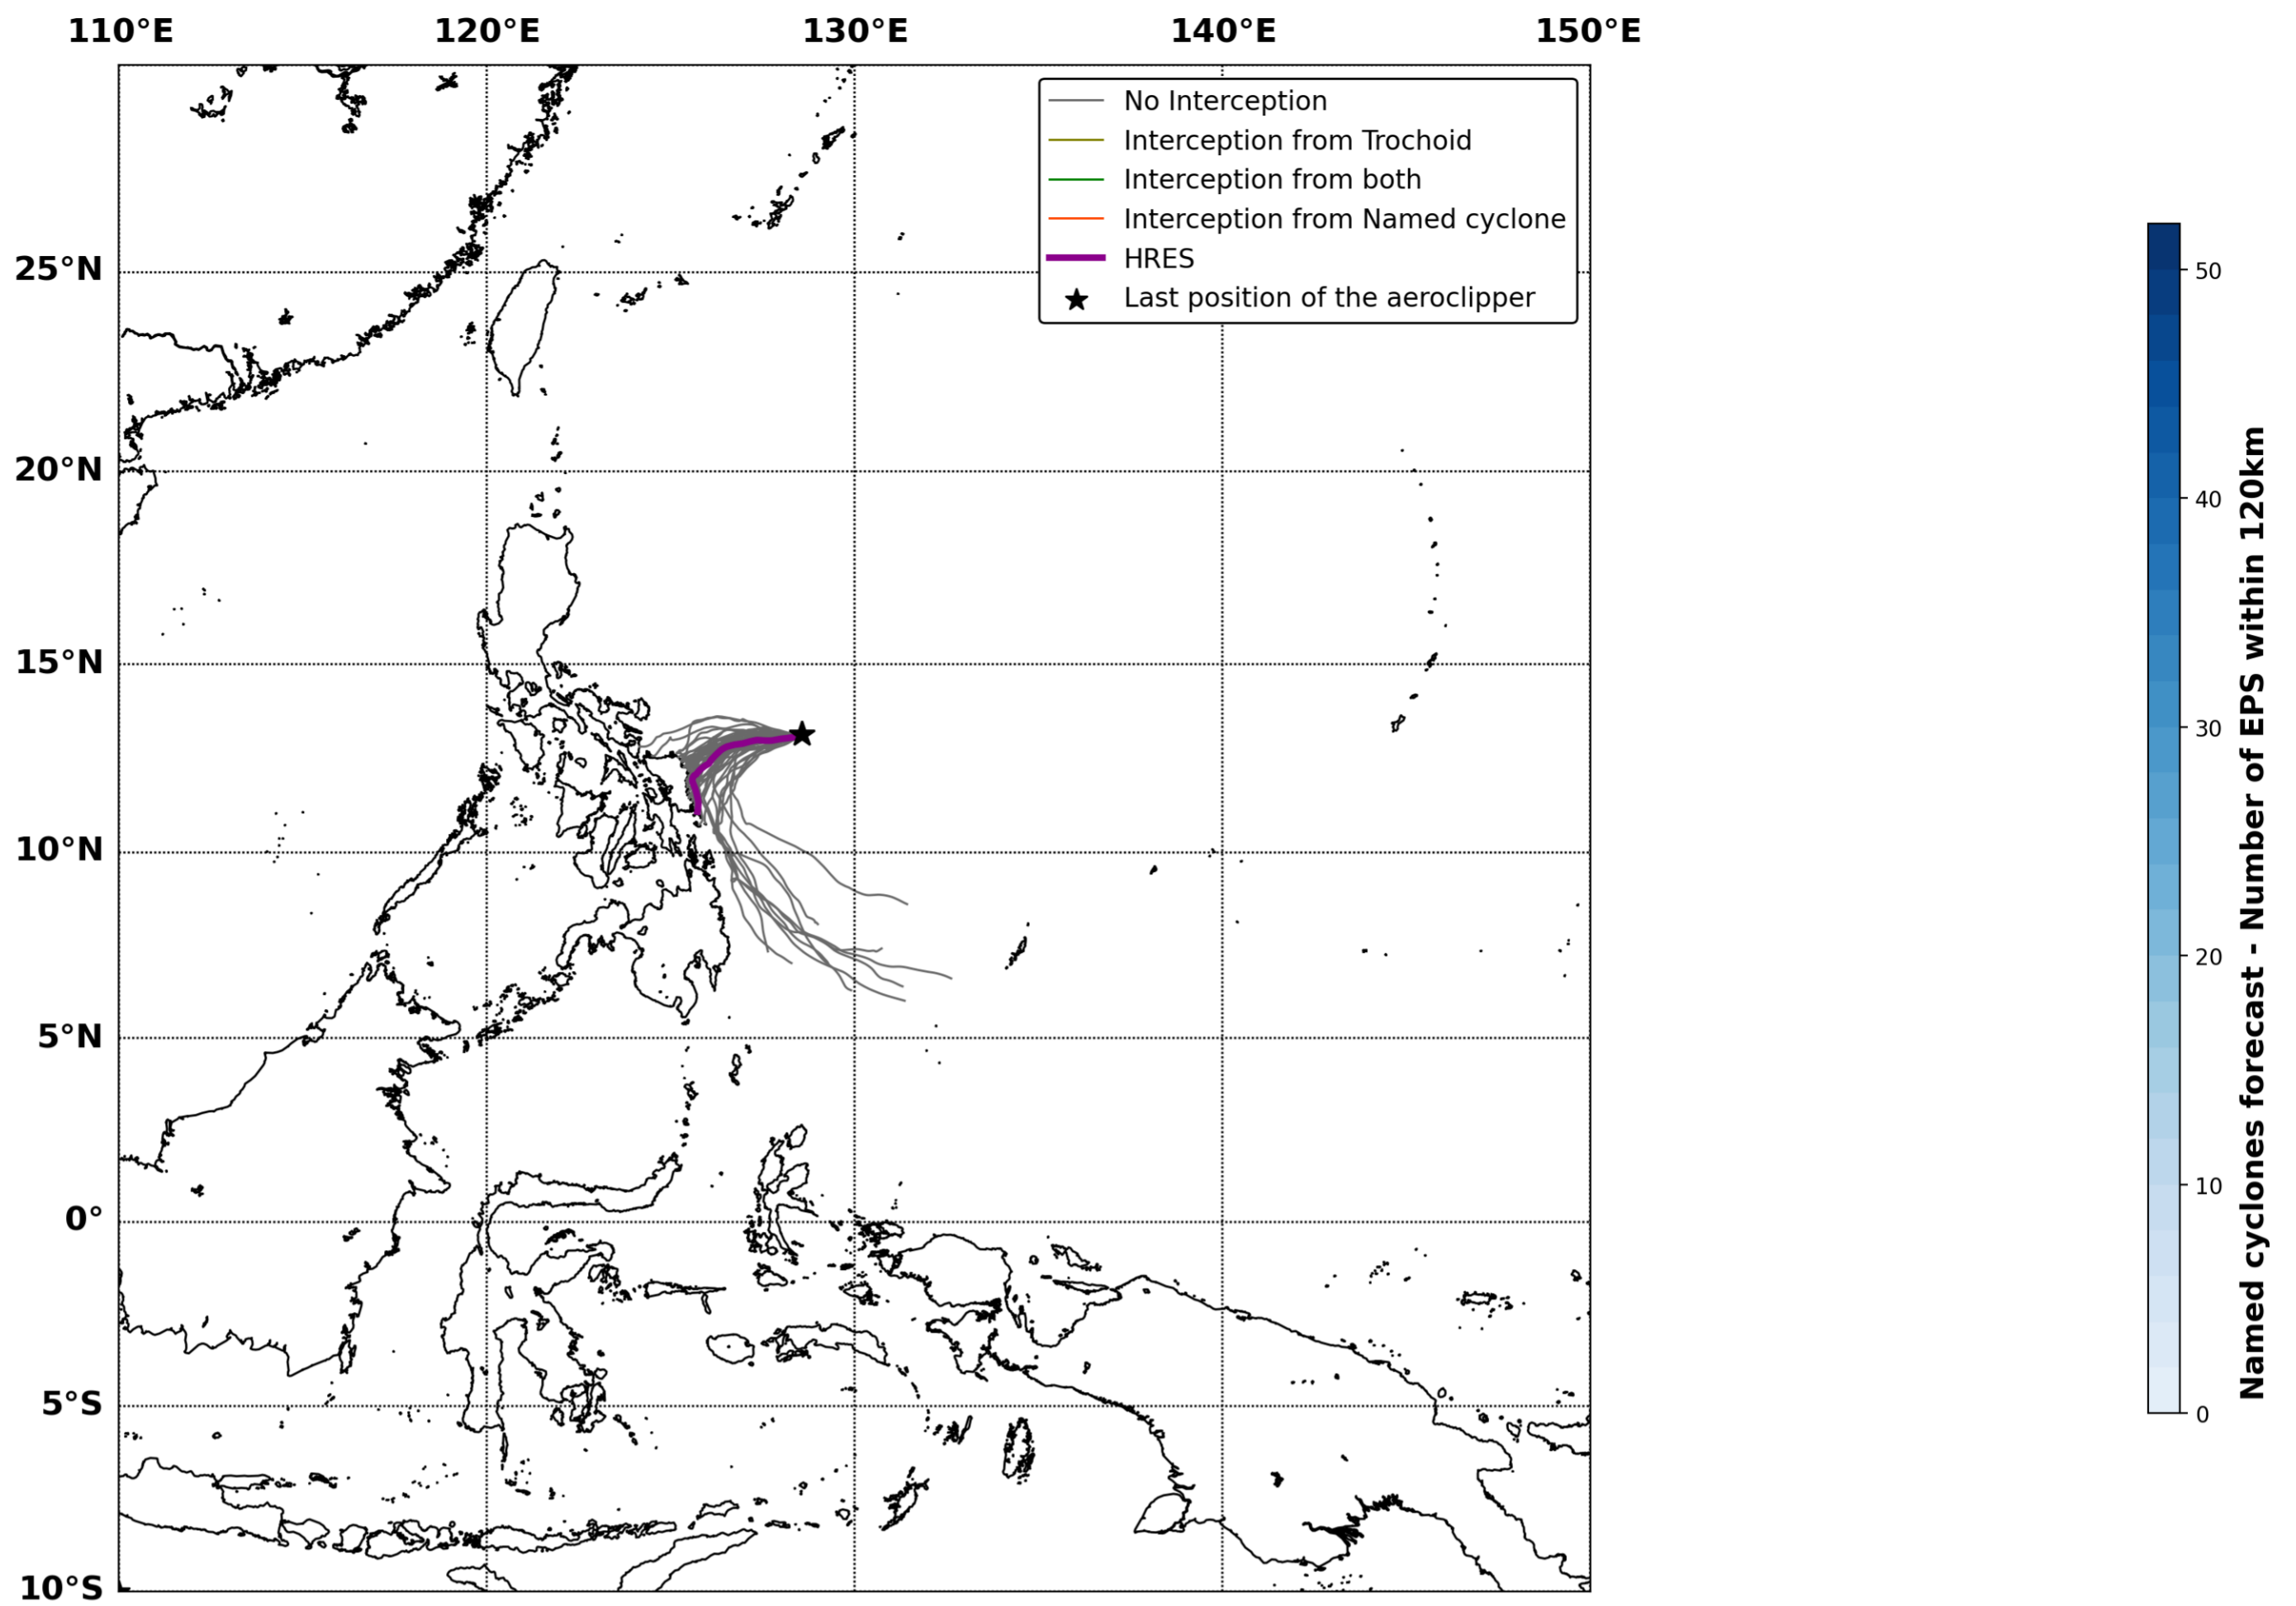 110°E 120°E 130°E 140°E 150°E
No Interception
Interception from Trochoid
Interception from both
Interception from Named cyclone
HRES
Last position of the aeroclipper
25°N
20°N
15°N
10°N
5°N
0°
5°S
10°S
50
40
30
20
10
0
Named cyclones forecast - Number of EPS within 120km